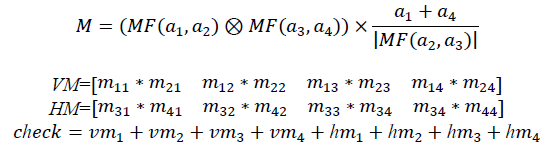 M = (MF(a₁, a₂) ⊗ MF(a₃, a₄)) × (a₁ + a₄) / |MF(a₂, a₃)|
VM=[m₁₁ * m₂₁ m₁₂ * m₂₂ m₁₃ * m₂₃ m₁₄ * m₂₄]
HM=[m₃₁ * m₄₁ m₃₂ * m₄₂ m₃₃ * m₃₄ m₃₄ * m₄₄]
check = vm₁ + vm₂ + vm₃ + vm₄ + hm₁ + hm₂ + hm₃ + hm₄